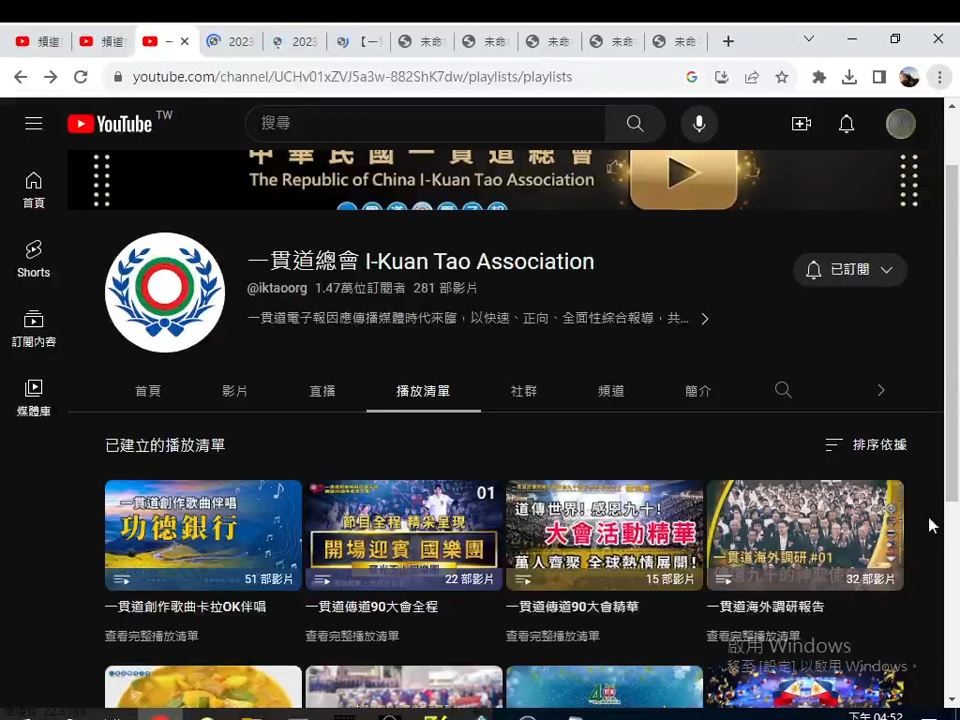 頻道
頻道
2023
2023
【一
未命
未命
未命
未命
未命
youtube.com/channel/UCHv01xZVJ5a3w-882ShK7dw/playlists/playlists
YouTube TW
搜尋
中華民國一貫道總會
The Republic of China I-Kuan Tao Association
首頁
Shorts
訂閱內容
媒體庫
一貫道總會 I-Kuan Tao Association
@iktaoorg 1.47萬位訂閱者 281 部影片
一貫道電子報因應傳播媒體時代來臨，以快速、正向、全面性綜合報導，共...
已訂閱
首頁 影片 直播 播放清單 社群 頻道 簡介
已建立的播放清單
排序依據
一貫道創作歌曲伴唱
功德銀行
51 部影片
01
節目全程 精采呈現
開場迎賓 國樂團
22 部影片
道傳世界! 感恩九十!
大會活動精華
萬人齊聚 全球熱情展開!
15 部影片
一貫道海外調研 #01
32 部影片
一貫道創作歌曲卡拉OK伴唱
查看完整播放清單
一貫道傳道90大會全程
查看完整播放清單
一貫道傳道90大會精華
查看完整播放清單
一貫道海外調研報告
查看完整播放清單
啟用 Windows
移至 [設定] 以啟用 Windows。
下午 04:52